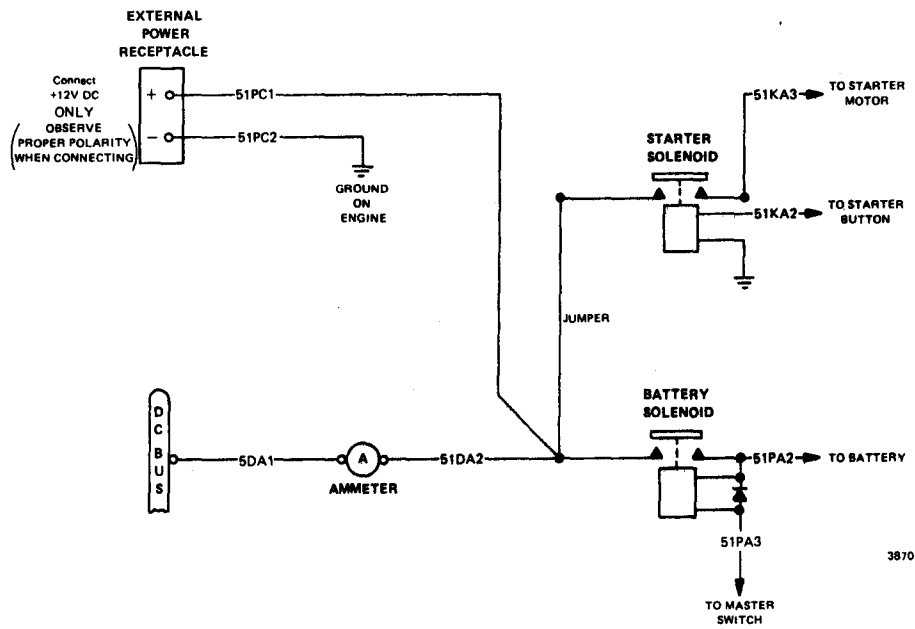 EXTERNAL
POWER
RECEPTACLE
Connect
+12V DC
ONLY
OBSERVE
PROPER POLARITY
WHEN CONNECTING
+
−
51PC1
51PC2
GROUND
ON
ENGINE
STARTER
SOLENOID
51KA3
TO STARTER
MOTOR
51KA2
TO STARTER
BUTTON
JUMPER
DC BUS
5DA1
A
AMMETER
51DA2
BATTERY
SOLENOID
51PA2
TO BATTERY
51PA3
TO MASTER
SWITCH
3870